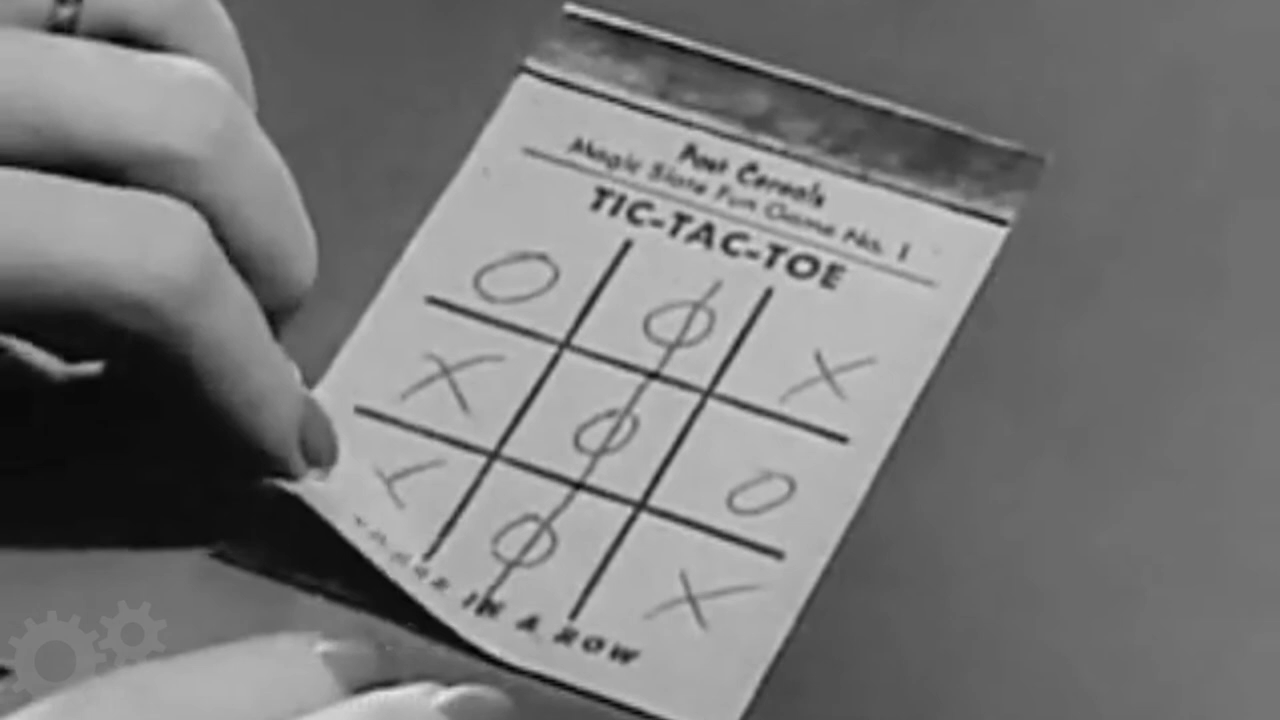 Post Cereals
Magic Slate Fun Game No. 1
TIC-TAC-TOE
O O X
X O O
X O X
IN A ROW